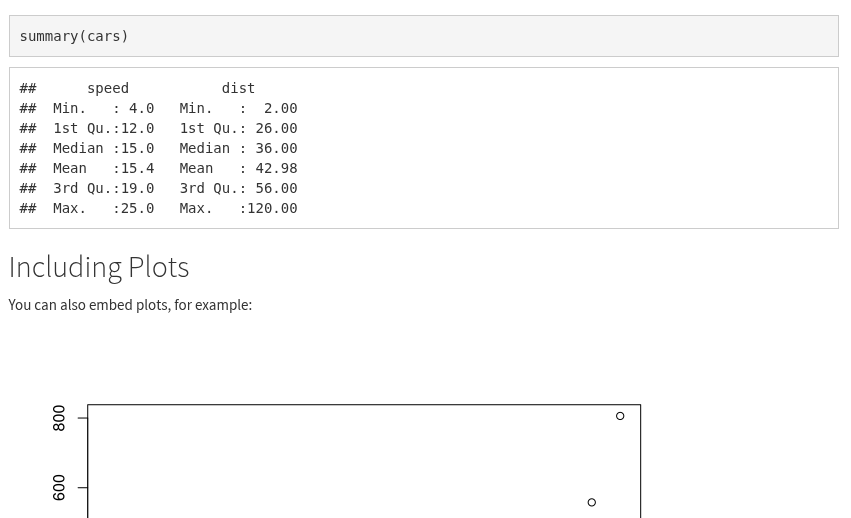 summary(cars)
##      speed           dist
##  Min.   : 4.0   Min.   :  2.00
##  1st Qu.:12.0   1st Qu.: 26.00
##  Median :15.0   Median : 36.00
##  Mean   :15.4   Mean   : 42.98
##  3rd Qu.:19.0   3rd Qu.: 56.00
##  Max.   :25.0   Max.   :120.00
Including Plots
You can also embed plots, for example:
800
600